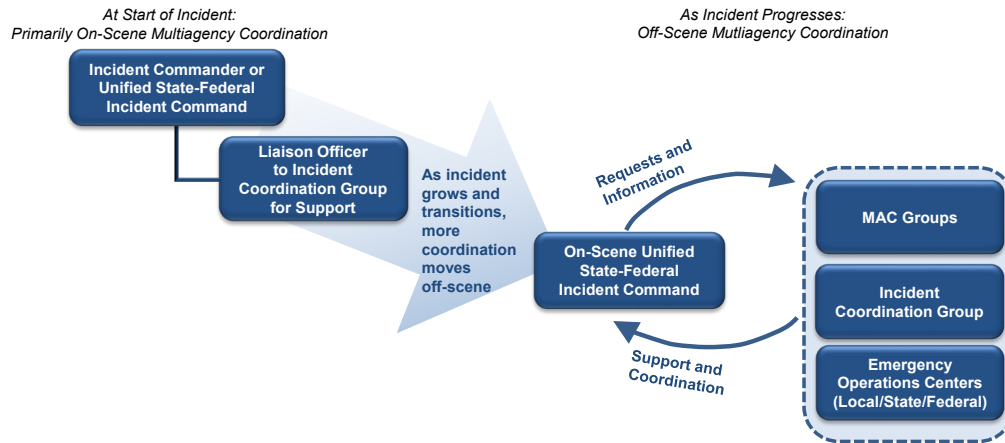 At Start of Incident:
Primarily On-Scene Multiagency Coordination
As Incident Progresses:
Off-Scene Mutliagency Coordination
Incident Commander or
Unified State-Federal
Incident Command
Liaison Officer
to Incident
Coordination Group
for Support
As incident
grows and
transitions,
more
coordination
moves
off-scene
On-Scene Unified
State-Federal
Incident Command
Requests and
Information
Support and
Coordination
MAC Groups
Incident
Coordination Group
Emergency
Operations Centers
(Local/State/Federal)